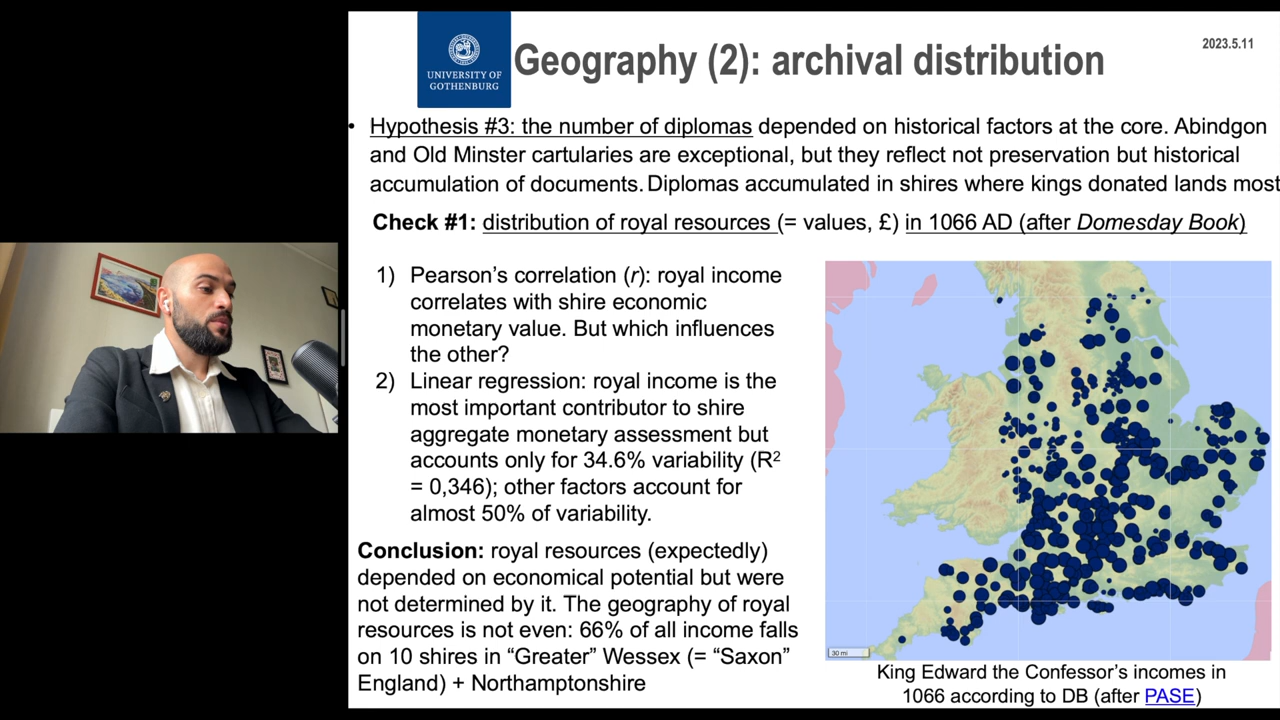 UNIVERSITY OF
GOTHENBURG
Geography (2): archival distribution
2023.5.11
• Hypothesis #3: the number of diplomas depended on historical factors at the core. Abindgon
and Old Minster cartularies are exceptional, but they reflect not preservation but historical
accumulation of documents. Diplomas accumulated in shires where kings donated lands most
Check #1: distribution of royal resources (= values, £) in 1066 AD (after Domesday Book)
1) Pearson’s correlation (r): royal income
correlates with shire economic
monetary value. But which influences
the other?
2) Linear regression: royal income is the
most important contributor to shire
aggregate monetary assessment but
accounts only for 34.6% variability (R²
= 0,346); other factors account for
almost 50% of variability.
Conclusion: royal resources (expectedly)
depended on economical potential but were
not determined by it. The geography of royal
resources is not even: 66% of all income falls
on 10 shires in “Greater” Wessex (= “Saxon”
England) + Northamptonshire
30 mi
King Edward the Confessor’s incomes in
1066 according to DB (after PASE)